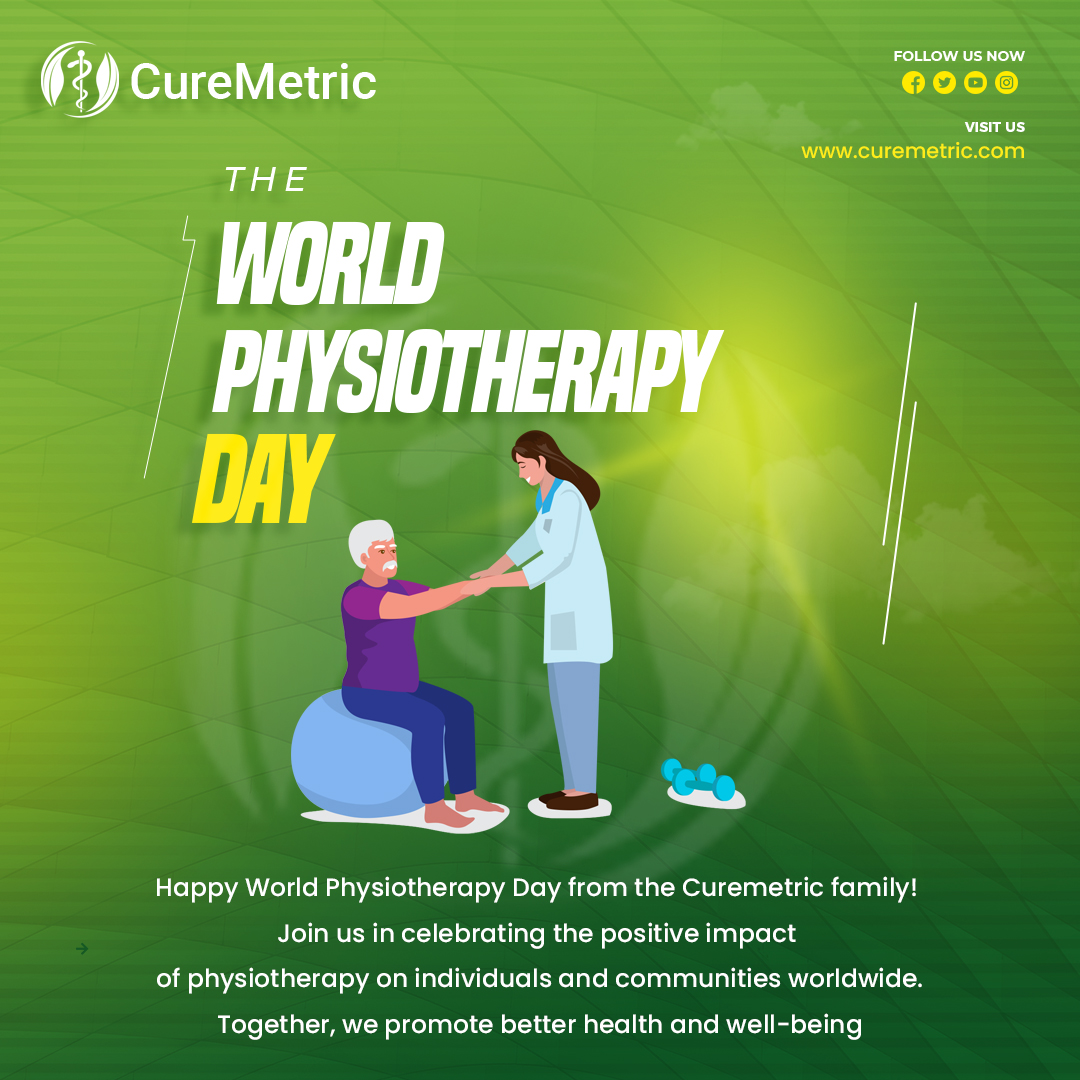 CureMetric
FOLLOW US NOW
VISIT US
www.curemetric.com
THE
WORLD
PHYSIOTHERAPY
DAY
Happy World Physiotherapy Day from the Curemetric family!
Join us in celebrating the positive impact
of physiotherapy on individuals and communities worldwide.
Together, we promote better health and well-being